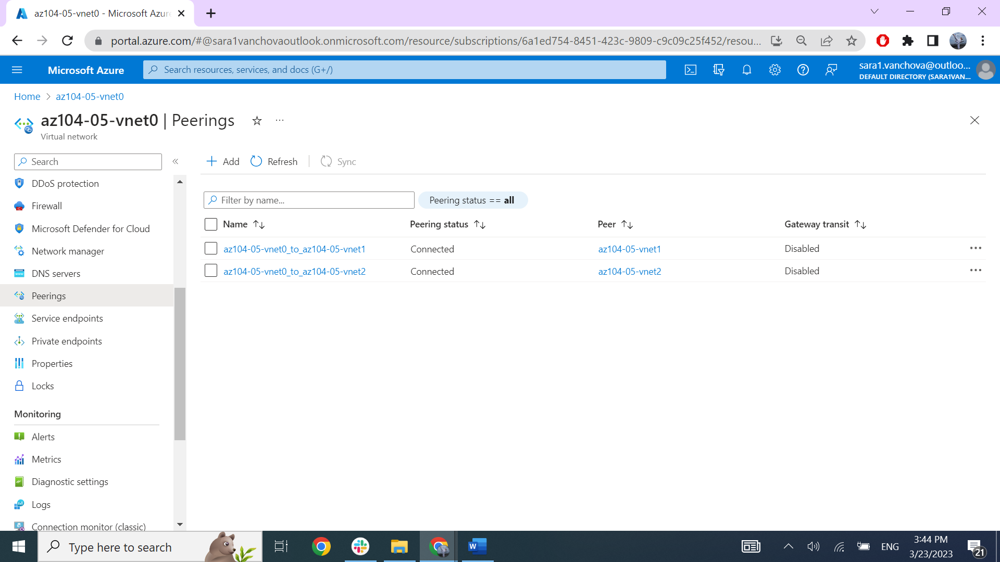 az104-05-vnet0 - Microsoft Azur
portal.azure.com/#@sara1vanchovaoutlook.onmicrosoft.com/resource/subscriptions/6a1ed754-8451-423c-9809-c9c09c25f452/resou...
Microsoft Azure
Search resources, services, and docs (G+/)
sara1.vanchova@outloo...
DEFAULT DIRECTORY (SARA1VAN...
Home > az104-05-vnet0
az104-05-vnet0 | Peerings
Virtual network
Search
Add
Refresh
Sync
DDoS protection
Firewall
Microsoft Defender for Cloud
Network manager
DNS servers
Peerings
Service endpoints
Private endpoints
Properties
Locks
Monitoring
Alerts
Metrics
Diagnostic settings
Logs
Connection monitor (classic)
Filter by name...
Peering status == all
Name Peering status Peer Gateway transit
az104-05-vnet0_to_az104-05-vnet1 Connected az104-05-vnet1 Disabled
az104-05-vnet0_to_az104-05-vnet2 Connected az104-05-vnet2 Disabled
Type here to search
W
ENG
3:44 PM
3/23/2023
21